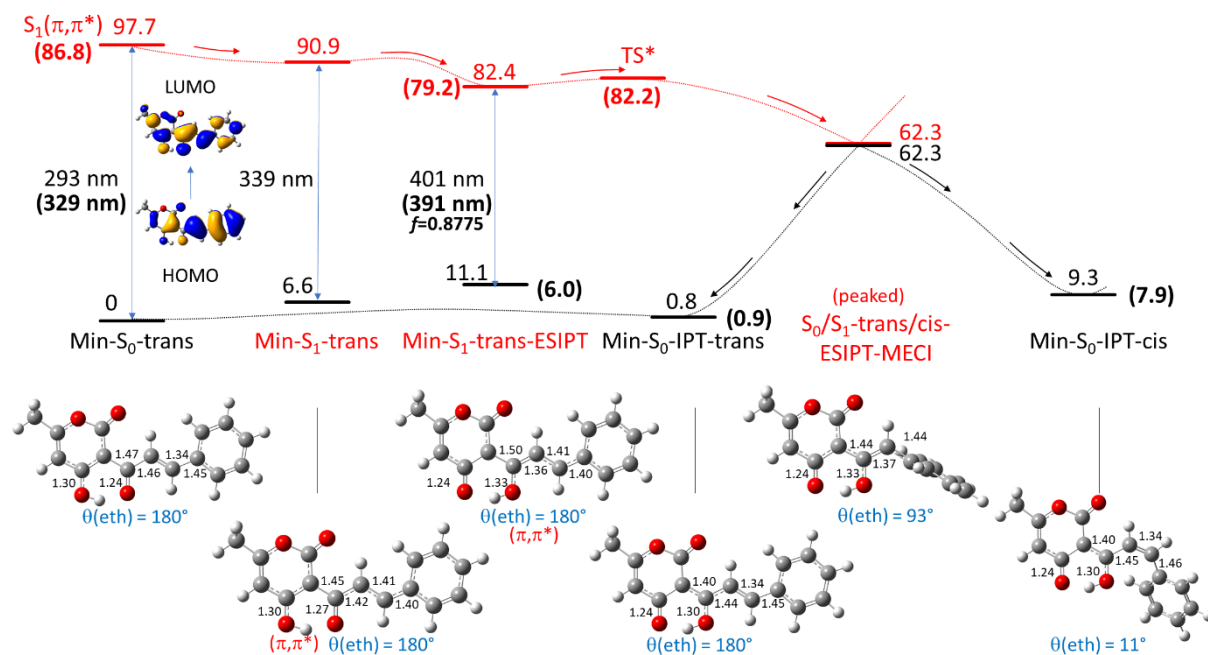 S₁(π,π*) 97.7
(86.8)
90.9
82.4
(79.2)
TS*
(82.2)
62.3
62.3
LUMO
HOMO
293 nm
(329 nm)
339 nm
401 nm
(391 nm)
f=0.8775
0
6.6
11.1
(6.0)
0.8
(0.9)
9.3
(7.9)
Min-S₀-trans
Min-S₁-trans
Min-S₁-trans-ESIPT
Min-S₀-IPT-trans
(peaked)
S₀/S₁-trans/cis-
ESIPT-MECI
Min-S₀-IPT-cis
1.47
1.34
1.46
1.45
1.30
1.24
θ(eth) = 180°
1.45
1.41
1.42
1.40
1.30
1.27
(π,π*)
θ(eth) = 180°
1.50
1.41
1.36
1.40
1.24
1.33
θ(eth) = 180°
(π,π*)
1.40
1.34
1.44
1.45
1.24
1.30
θ(eth) = 180°
1.44
1.44
1.37
1.24
1.33
θ(eth) = 93°
1.40
1.34
1.45
1.46
1.24
1.30
θ(eth) = 11°